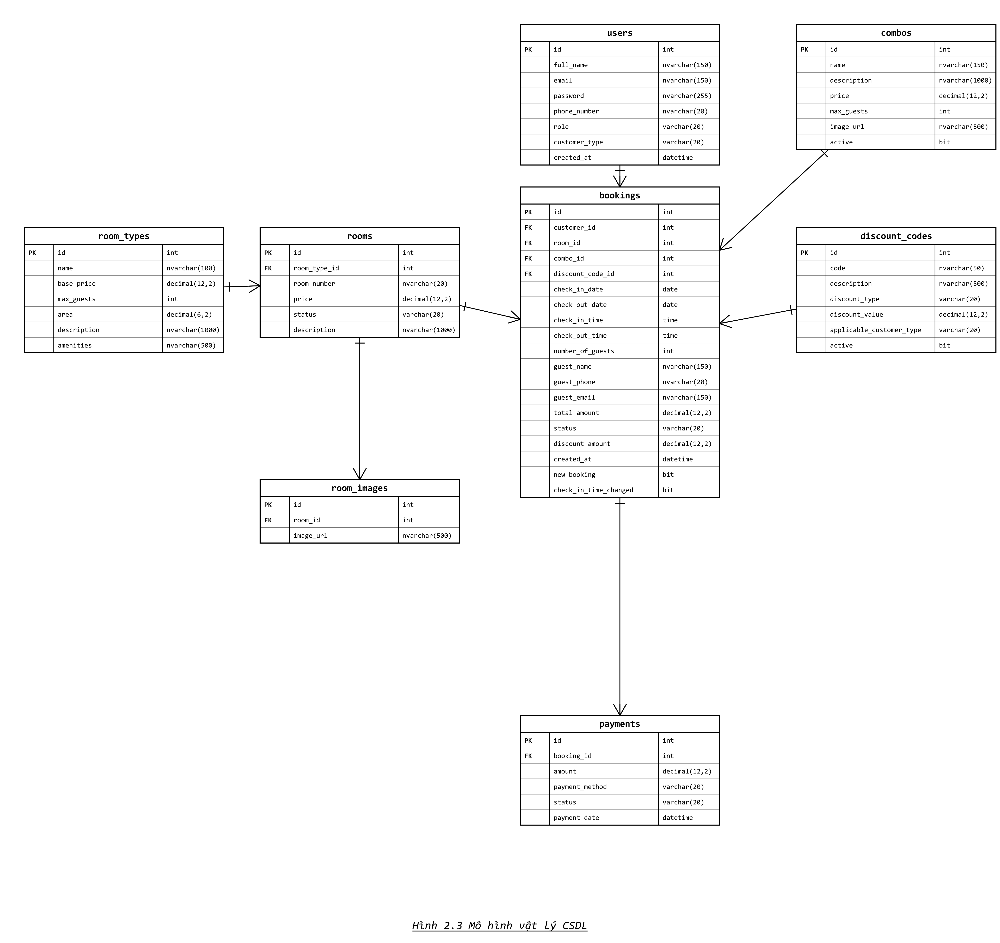 users
PK id int
full_name nvarchar(150)
email nvarchar(150)
password nvarchar(255)
phone_number nvarchar(20)
role varchar(20)
customer_type varchar(20)
created_at datetime
combos
PK id int
name nvarchar(150)
description nvarchar(1000)
price decimal(12,2)
max_guests int
image_url nvarchar(500)
active bit
room_types
PK id int
name nvarchar(100)
base_price decimal(12,2)
max_guests int
area decimal(6,2)
description nvarchar(1000)
amenities nvarchar(500)
rooms
PK id int
FK room_type_id int
room_number nvarchar(20)
price decimal(12,2)
status varchar(20)
description nvarchar(1000)
bookings
PK id int
FK customer_id int
FK room_id int
FK combo_id int
FK discount_code_id int
check_in_date date
check_out_date date
check_in_time time
check_out_time time
number_of_guests int
guest_name nvarchar(150)
guest_phone nvarchar(20)
guest_email nvarchar(150)
total_amount decimal(12,2)
status varchar(20)
discount_amount decimal(12,2)
created_at datetime
new_booking bit
check_in_time_changed bit
discount_codes
PK id int
code nvarchar(50)
description nvarchar(500)
discount_type varchar(20)
discount_value decimal(12,2)
applicable_customer_type varchar(20)
active bit
room_images
PK id int
FK room_id int
image_url nvarchar(500)
payments
PK id int
FK booking_id int
amount decimal(12,2)
payment_method varchar(20)
status varchar(20)
payment_date datetime
Hình 2.3 Mô hình vật lý CSDL